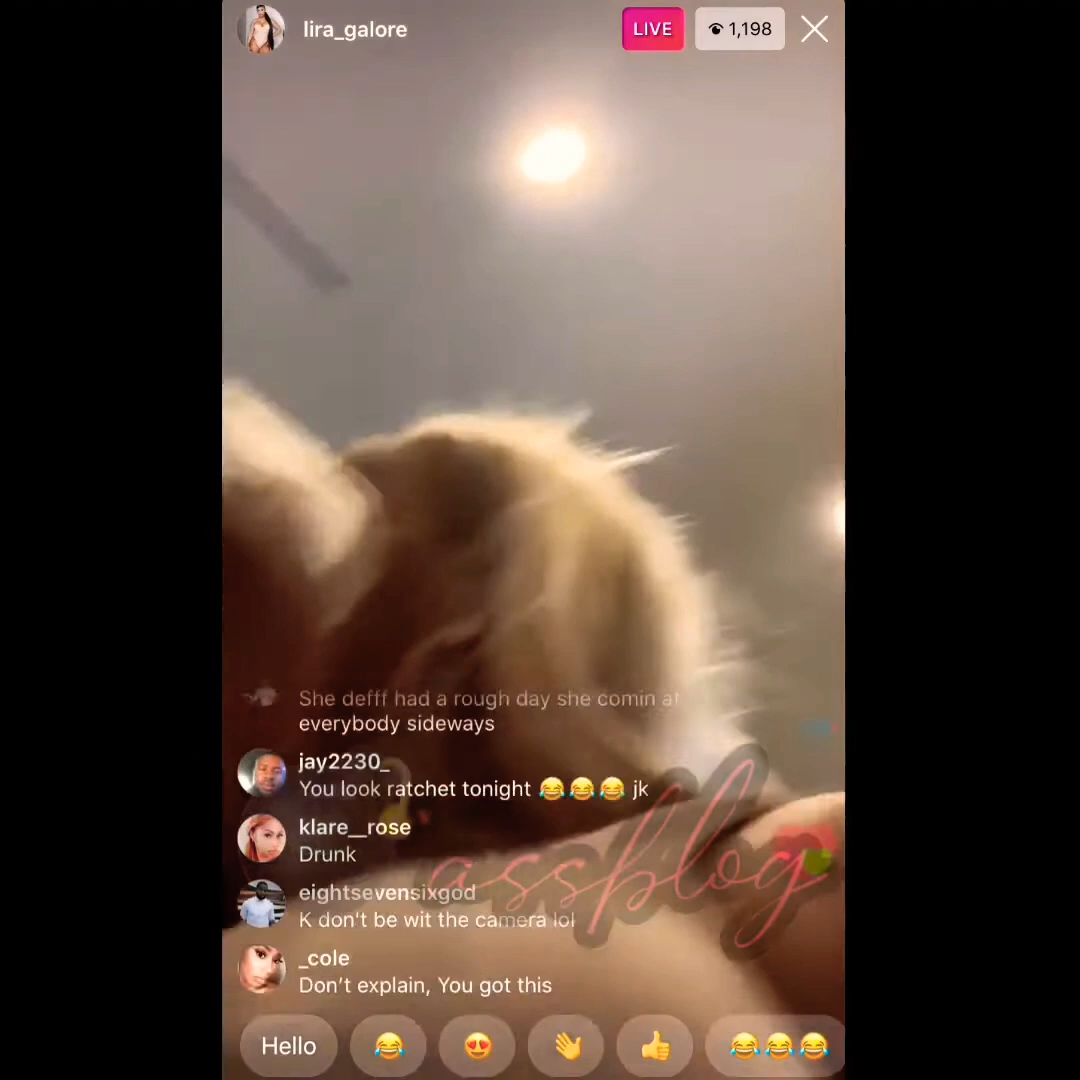 lira_galore
LIVE
1,198
She defff had a rough day she comin at
everybody sideways
jay2230_
You look ratchet tonight 😂😂😂 jk
klare__rose
Drunk
eightsevensixgod
K don't be wit the camera lol
_cole
Don’t explain, You got this
assblog
Hello
😂 😍 👋 👍 😂😂😂